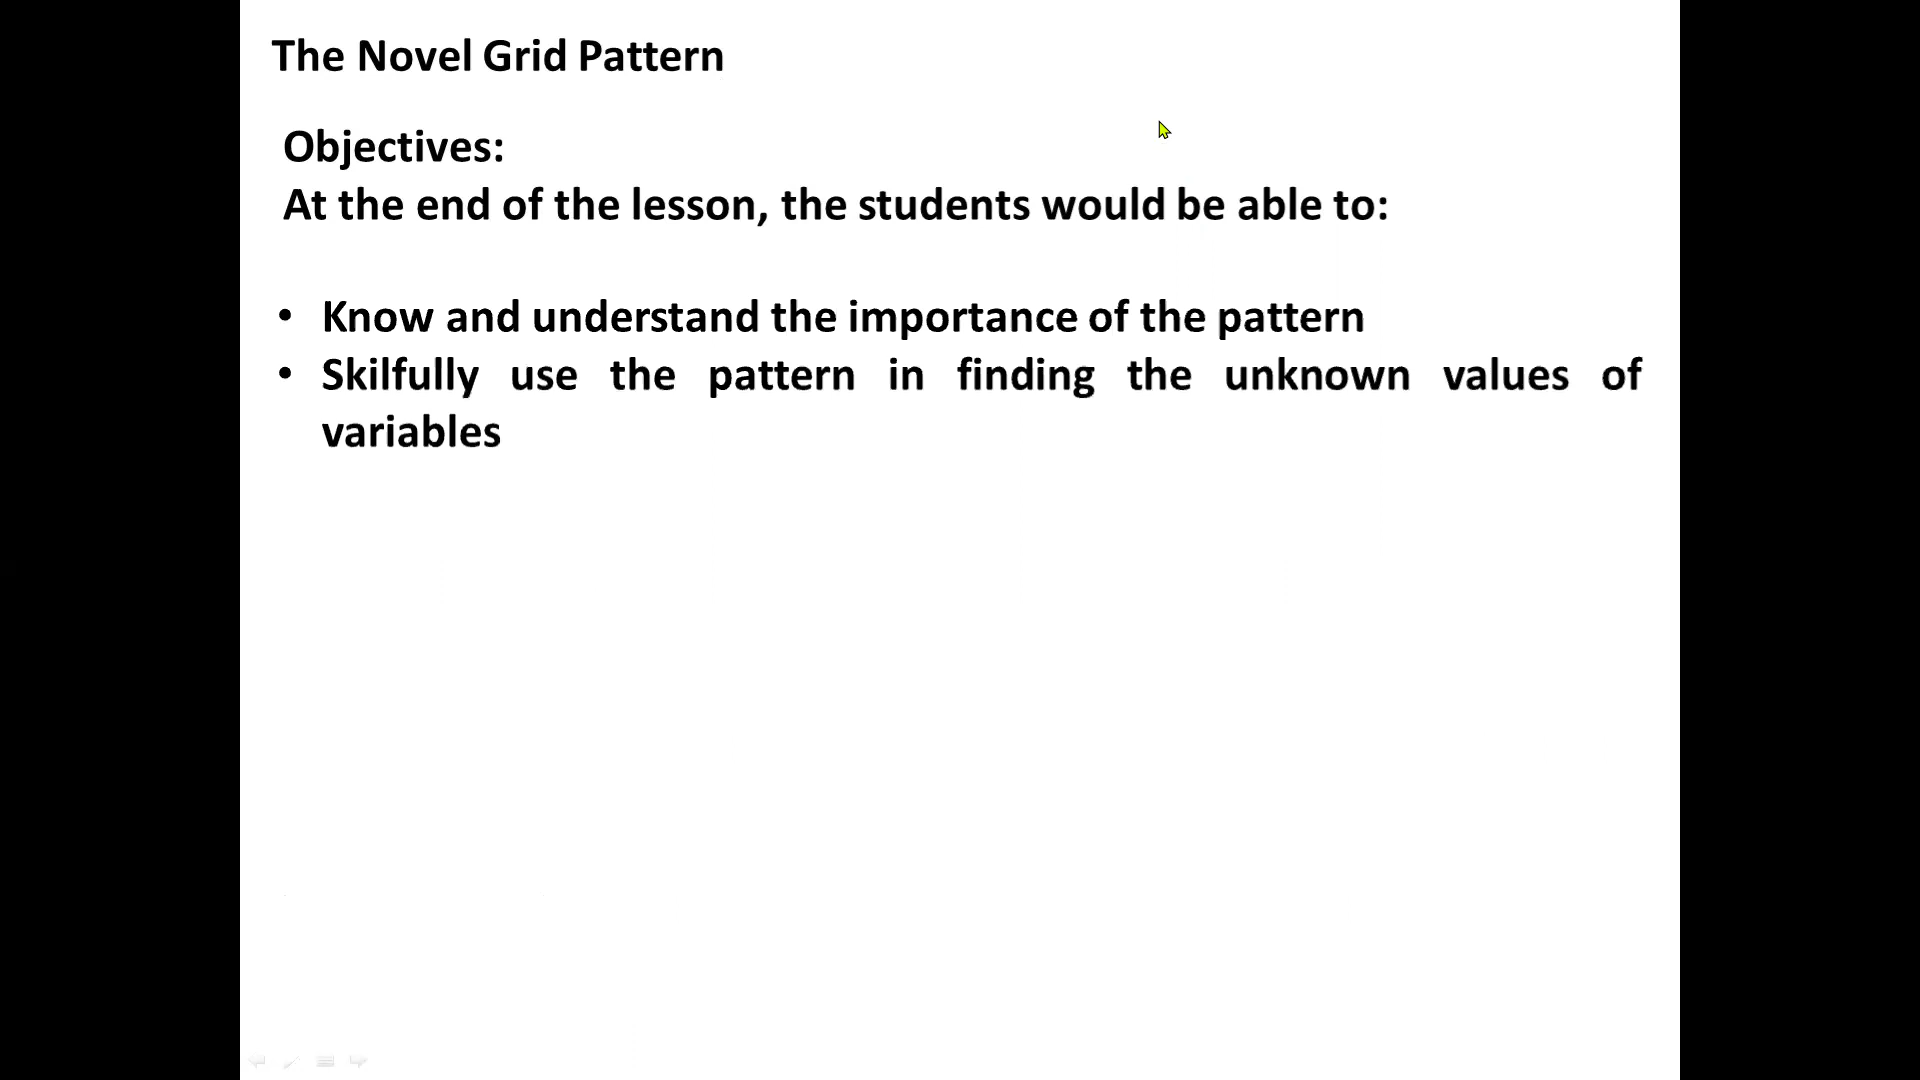 The Novel Grid Pattern
Objectives:
At the end of the lesson, the students would be able to:
• Know and understand the importance of the pattern
• Skilfully use the pattern in finding the unknown values of
variables